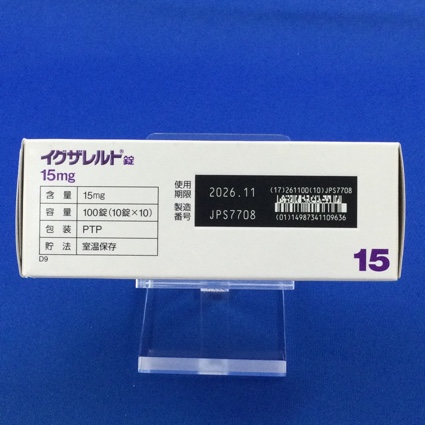 イグザレルト®錠
15mg
含 量 15mg
容 量 100錠(10錠×10)
包 装 PTP
貯 法 室温保存
D9
使用期限 2026.11
製造番号 JPS7708
(17)261100(10)JPS7708
(01)14987341109636
15